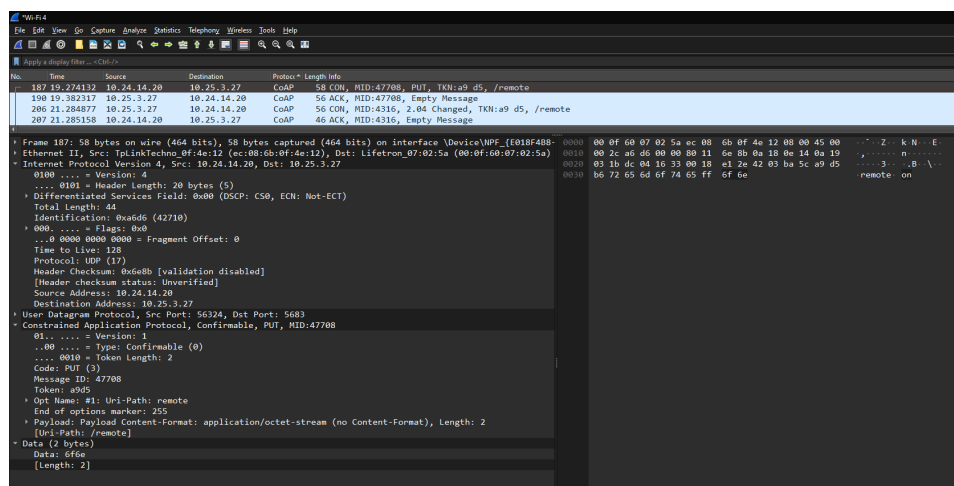 *Wi-Fi 4
File Edit View Go Capture Analyze Statistics Telephony Wireless Tools Help
Apply a display filter ... <Ctrl-/>
No. Time Source Destination Protocc Length Info
187 19.274132 10.24.14.20 10.25.3.27 CoAP 58 CON, MID:47708, PUT, TKN:a9 d5, /remote
190 19.382317 10.25.3.27 10.24.14.20 CoAP 56 ACK, MID:47708, Empty Message
206 21.284877 10.25.3.27 10.24.14.20 CoAP 56 CON, MID:4316, 2.04 Changed, TKN:a9 d5, /remote
207 21.285158 10.24.14.20 10.25.3.27 CoAP 46 ACK, MID:4316, Empty Message
Frame 187: 58 bytes on wire (464 bits), 58 bytes captured (464 bits) on interface \Device\NPF_{E018F4B8-
Ethernet II, Src: TpLinkTechno_0f:4e:12 (ec:08:6b:0f:4e:12), Dst: Lifetron_07:02:5a (00:0f:60:07:02:5a)
Internet Protocol Version 4, Src: 10.24.14.20, Dst: 10.25.3.27
0100 .... = Version: 4
.... 0101 = Header Length: 20 bytes (5)
Differentiated Services Field: 0x00 (DSCP: CS0, ECN: Not-ECT)
Total Length: 44
Identification: 0xa6d6 (42710)
000. .... = Flags: 0x0
...0 0000 0000 0000 = Fragment Offset: 0
Time to Live: 128
Protocol: UDP (17)
Header Checksum: 0x6e8b [validation disabled]
[Header checksum status: Unverified]
Source Address: 10.24.14.20
Destination Address: 10.25.3.27
User Datagram Protocol, Src Port: 56324, Dst Port: 5683
Constrained Application Protocol, Confirmable, PUT, MID:47708
01.. .... = Version: 1
..00 .... = Type: Confirmable (0)
.... 0010 = Token Length: 2
Code: PUT (3)
Message ID: 47708
Token: a9d5
Opt Name: #1: Uri-Path: remote
End of options marker: 255
Payload: Payload Content-Format: application/octet-stream (no Content-Format), Length: 2
[Uri-Path: /remote]
Data (2 bytes)
Data: 6f6e
[Length: 2]
0000 00 0f 60 07 02 5a ec 08 6b 0f 4e 12 08 00 45 00 ··`··Z·· k·N···E·
0010 00 2c a6 d6 00 00 80 11 6e 8b 0a 18 0e 14 0a 19 ·,······ n·······
0020 03 1b dc 04 16 33 00 18 e1 2e 42 03 ba 5c a9 d5 ·····3·· ·.B··\··
0030 b6 72 65 6d 6f 74 65 ff 6f 6e ·remote· on